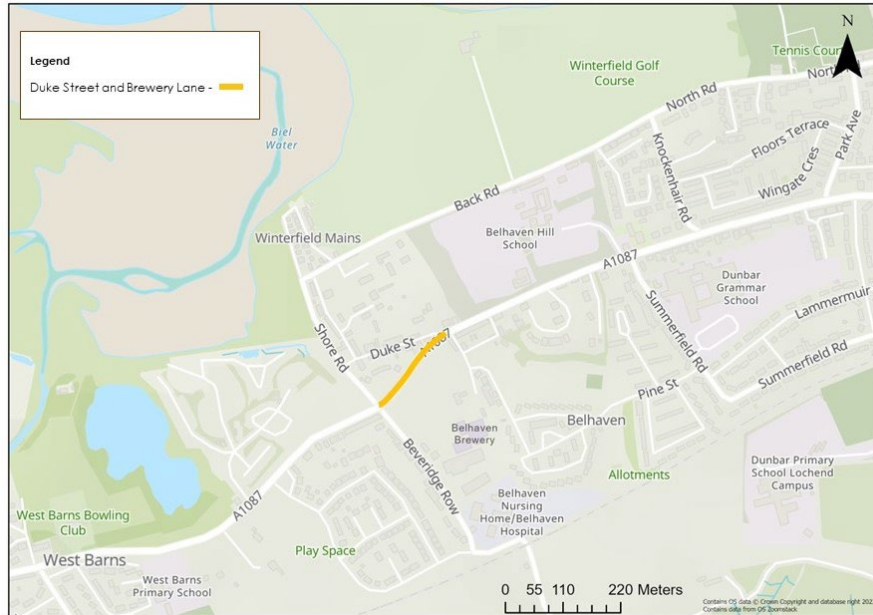 Legend
Duke Street and Brewery Lane -
N
Tennis Cour
Winterfield Golf
Course
North Rd
North Rd
Biel
Water
Knockenhair Rd
Floors Terrace
Park Ave
Wingate Cres
Back Rd
Winterfield Mains
Belhaven Hill
School
A1087
Dunbar
Grammar
School
Shore Rd
Duke St
A1087
Summerfield Rd
Lammermuir
Summerfield Rd
Pine St
Belhaven
Belhaven
Brewery
Beveridge Row
Allotments
Dunbar Primary
School Lochend
Campus
Belhaven
Nursing
Home/Belhaven
Hospital
A1087
West Barns Bowling
Club
West Barns
Play Space
West Barns
Primary School
0 55 110 220 Meters
Contains OS data © Crown Copyright and database right 202
Contains data from OS Zoomstack